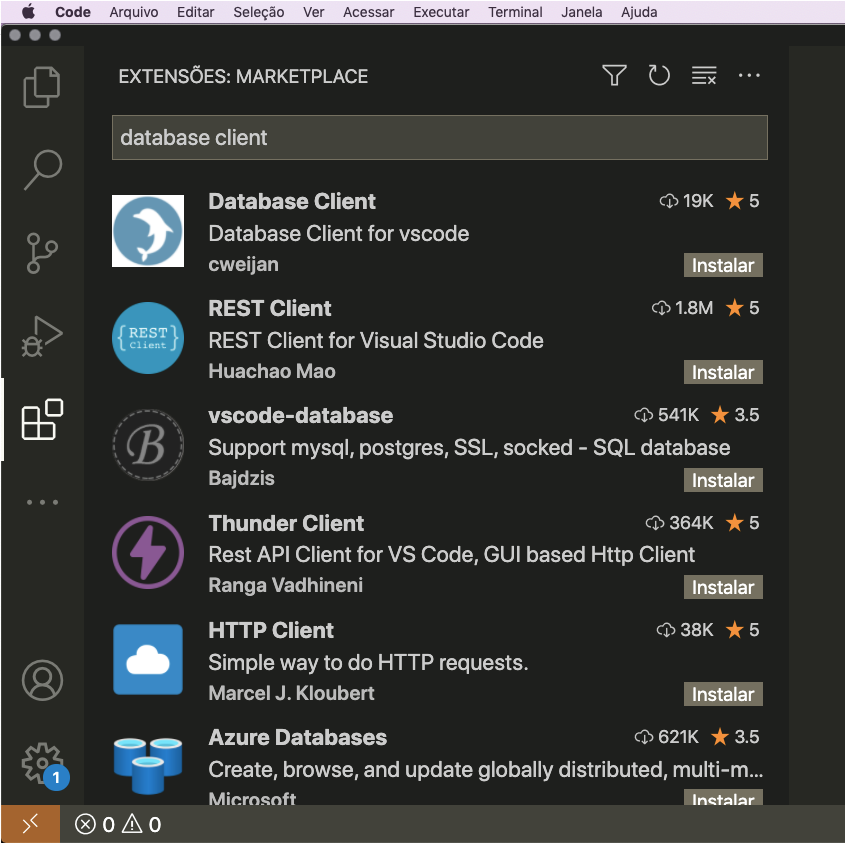 Code Arquivo Editar Seleção Ver Acessar Executar Terminal Janela Ajuda
EXTENSÕES: MARKETPLACE
database client
Database Client 19K 5
Database Client for vscode
cweijan Instalar
{REST} Client
REST Client 1.8M 5
REST Client for Visual Studio Code
Huachao Mao Instalar
B
vscode-database 541K 3.5
Support mysql, postgres, SSL, socked - SQL database
Bajdzis Instalar
Thunder Client 364K 5
Rest API Client for VS Code, GUI based Http Client
Ranga Vadhineni Instalar
HTTP Client 38K 5
Simple way to do HTTP requests.
Marcel J. Kloubert Instalar
Azure Databases 621K 3.5
Create, browse, and update globally distributed, multi-m...
Microsoft Instalar
1
0 0